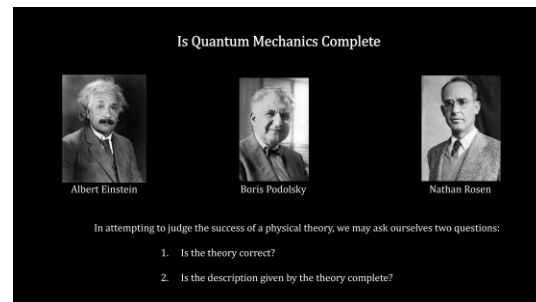 Is Quantum Mechanics Complete
Albert Einstein
Boris Podolsky
Nathan Rosen
In attempting to judge the success of a physical theory, we may ask ourselves two questions:
1. Is the theory correct?
2. Is the description given by the theory complete?